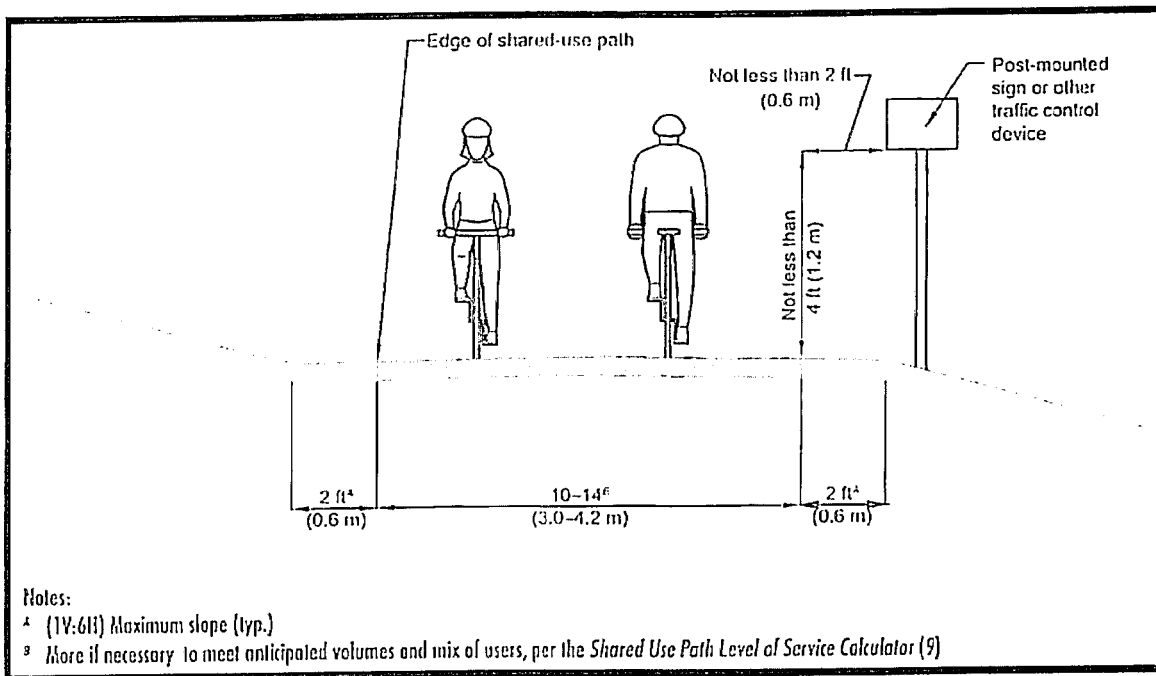 Edge of shared-use path
Not less than 2 ft
(0.6 m)
Post-mounted
sign or other
traffic control
device
Not less than
4 ft (1.2 m)
2 ftᴬ
(0.6 m)
10–14ᴮ
(3.0–4.2 m)
2 ftᴬ
(0.6 m)
Notes:
ᴬ (1V:6H) Maximum slope (typ.)
ᴮ More if necessary to meet anticipated volumes and mix of users, per the Shared Use Path Level of Service Calculator (9)